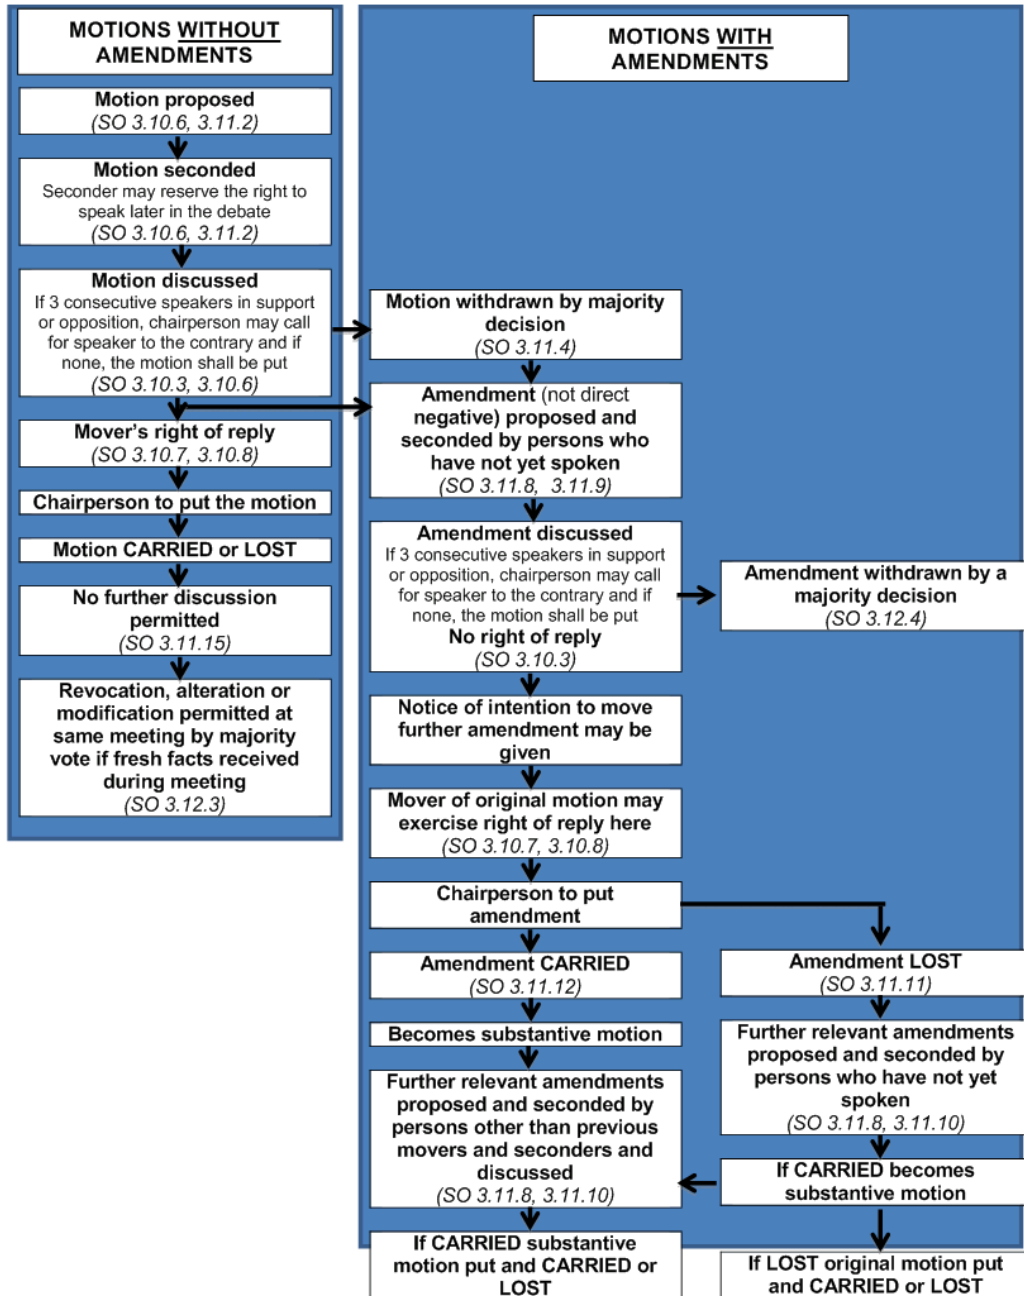 MOTIONS WITHOUT
AMENDMENTS
Motion proposed
(SO 3.10.6, 3.11.2)
Motion seconded
Seconder may reserve the right to
speak later in the debate
(SO 3.10.6, 3.11.2)
Motion discussed
If 3 consecutive speakers in support
or opposition, chairperson may call
for speaker to the contrary and if
none, the motion shall be put
(SO 3.10.3, 3.10.6)
Mover's right of reply
(SO 3.10.7, 3.10.8)
Chairperson to put the motion
Motion CARRIED or LOST
No further discussion
permitted
(SO 3.11.15)
Revocation, alteration or
modification permitted at
same meeting by majority
vote if fresh facts received
during meeting
(SO 3.12.3)
MOTIONS WITH
AMENDMENTS
Motion withdrawn by majority
decision
(SO 3.11.4)
Amendment (not direct
negative) proposed and
seconded by persons who
have not yet spoken
(SO 3.11.8, 3.11.9)
Amendment discussed
If 3 consecutive speakers in support
or opposition, chairperson may call
for speaker to the contrary and if
none, the motion shall be put
No right of reply
(SO 3.10.3)
Amendment withdrawn by a
majority decision
(SO 3.12.4)
Notice of intention to move
further amendment may be
given
Mover of original motion may
exercise right of reply here
(SO 3.10.7, 3.10.8)
Chairperson to put
amendment
Amendment CARRIED
(SO 3.11.12)
Becomes substantive motion
Further relevant amendments
proposed and seconded by
persons other than previous
movers and seconders and
discussed
(SO 3.11.8, 3.11.10)
If CARRIED substantive
motion put and CARRIED or
LOST
Amendment LOST
(SO 3.11.11)
Further relevant amendments
proposed and seconded by
persons who have not yet
spoken
(SO 3.11.8, 3.11.10)
If CARRIED becomes
substantive motion
If LOST original motion put
and CARRIED or LOST